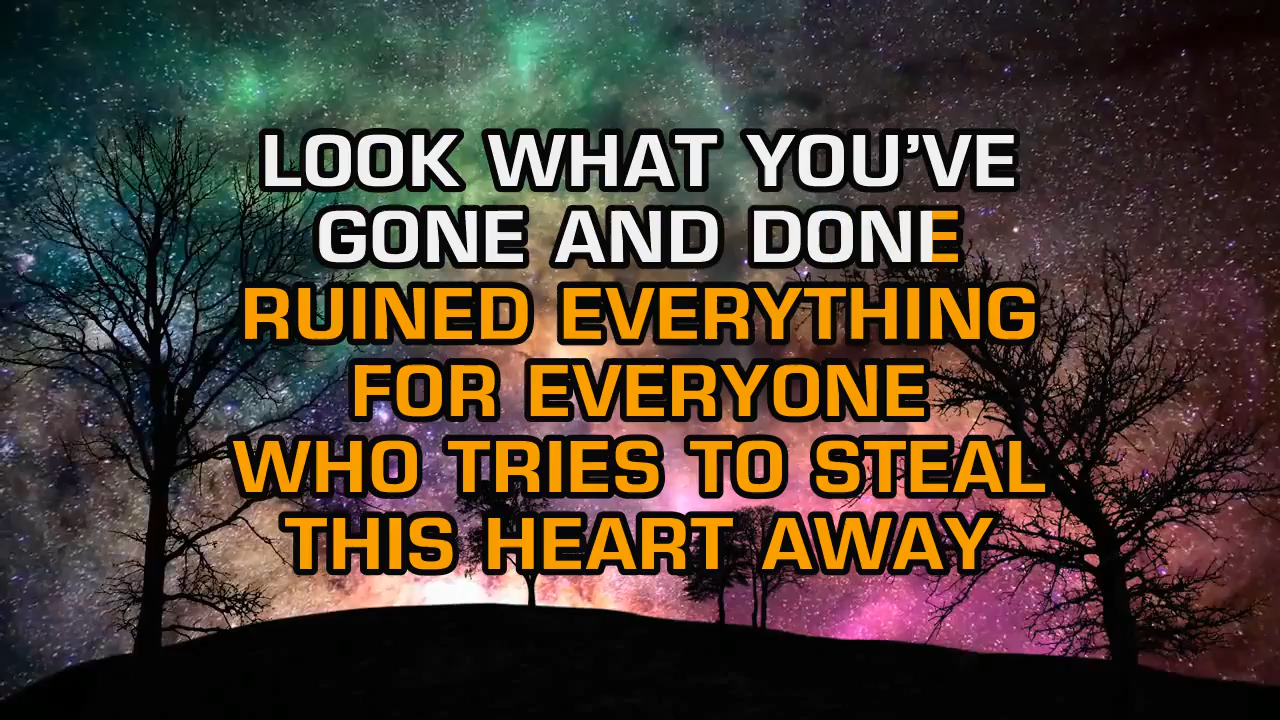 LOOK WHAT YOU'VE
GONE AND DONE
RUINED EVERYTHING
FOR EVERYONE
WHO TRIES TO STEAL
THIS HEART AWAY